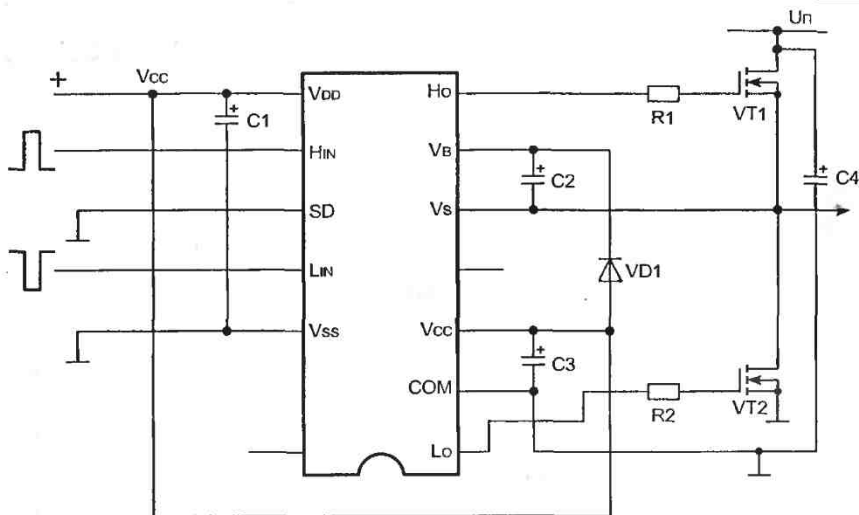 Uп
+
Vcc
VDD
Ho
+
C1
R1
VT1
HIN
VB
+
C2
+
C4
SD
Vs
LIN
VD1
Vss
Vcc
+
C3
COM
R2
VT2
Lo